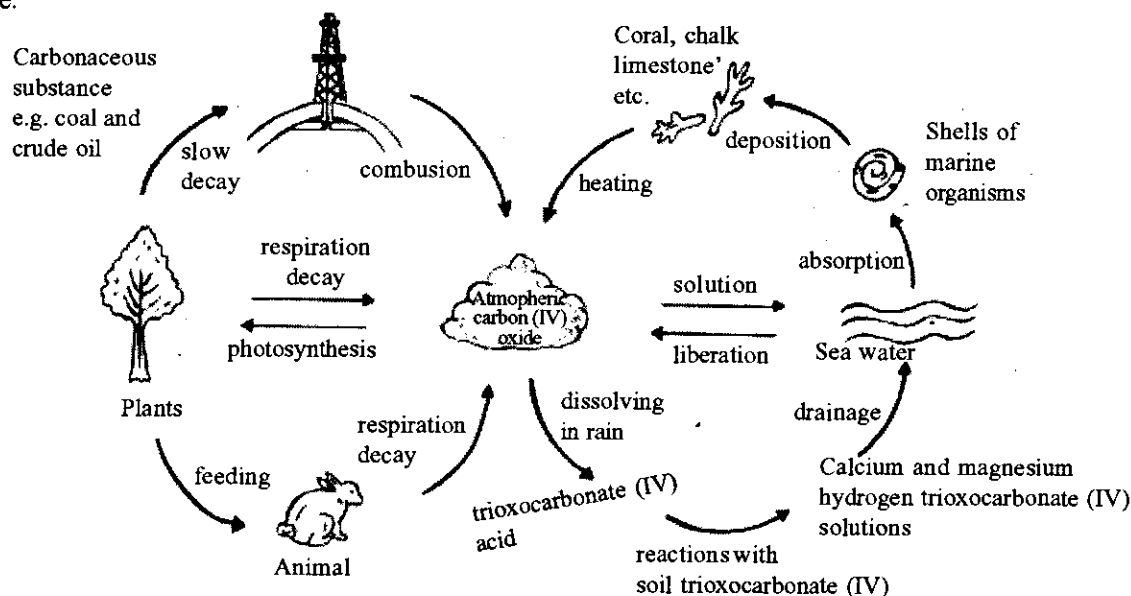 e.
Carbonaceous
substance
e.g. coal and
crude oil
slow
decay
combusion
Coral, chalk
limestone'
etc.
deposition
heating
Shells of
marine
organisms
absorption
respiration
decay
photosynthesis
Atmopheric
carbon (IV)
oxide
solution
liberation
Sea water
Plants
feeding
Animal
respiration
decay
dissolving
in rain
trioxocarbonate (IV)
acid
reactions with
soil trioxocarbonate (IV)
drainage
Calcium and magnesium
hydrogen trioxocarbonate (IV)
solutions